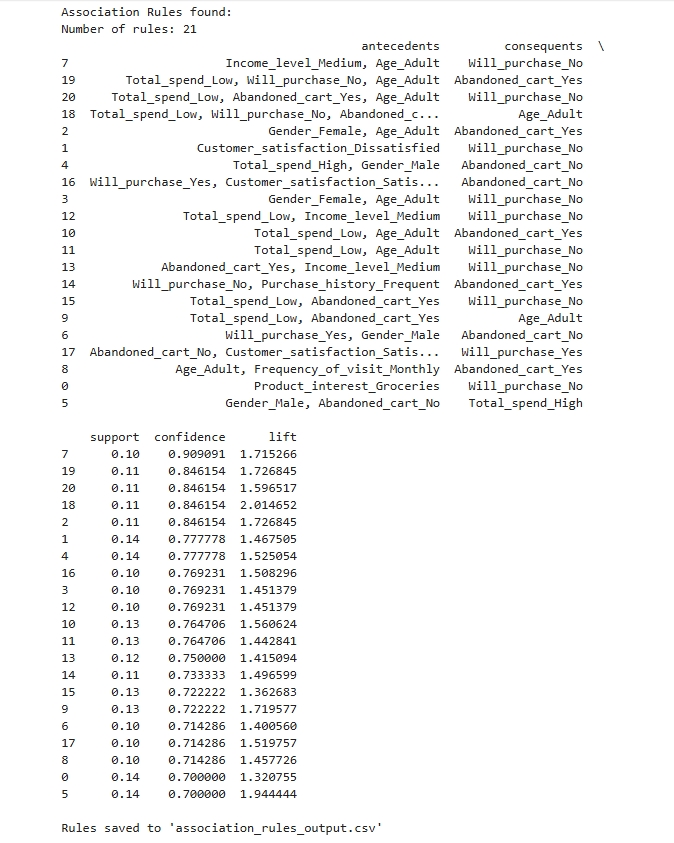 Association Rules found:
Number of rules: 21
antecedents consequents \
7 Income_level_Medium, Age_Adult Will_purchase_No
19 Total_spend_Low, Will_purchase_No, Age_Adult Abandoned_cart_Yes
20 Total_spend_Low, Abandoned_cart_Yes, Age_Adult Will_purchase_No
18 Total_spend_Low, Will_purchase_No, Abandoned_c... Age_Adult
2 Gender_Female, Age_Adult Abandoned_cart_Yes
1 Customer_satisfaction_Dissatisfied Will_purchase_No
4 Total_spend_High, Gender_Male Abandoned_cart_No
16 Will_purchase_Yes, Customer_satisfaction_Satis... Abandoned_cart_No
3 Gender_Female, Age_Adult Will_purchase_No
12 Total_spend_Low, Income_level_Medium Will_purchase_No
10 Total_spend_Low, Age_Adult Abandoned_cart_Yes
11 Total_spend_Low, Age_Adult Will_purchase_No
13 Abandoned_cart_Yes, Income_level_Medium Will_purchase_No
14 Will_purchase_No, Purchase_history_Frequent Abandoned_cart_Yes
15 Total_spend_Low, Abandoned_cart_Yes Will_purchase_No
9 Total_spend_Low, Abandoned_cart_Yes Age_Adult
6 Will_purchase_Yes, Gender_Male Abandoned_cart_No
17 Abandoned_cart_No, Customer_satisfaction_Satis... Will_purchase_Yes
8 Age_Adult, Frequency_of_visit_Monthly Abandoned_cart_Yes
0 Product_interest_Groceries Will_purchase_No
5 Gender_Male, Abandoned_cart_No Total_spend_High
support confidence lift
7 0.10 0.909091 1.715266
19 0.11 0.846154 1.726845
20 0.11 0.846154 1.596517
18 0.11 0.846154 2.014652
2 0.11 0.846154 1.726845
1 0.14 0.777778 1.467505
4 0.14 0.777778 1.525054
16 0.10 0.769231 1.508296
3 0.10 0.769231 1.451379
12 0.10 0.769231 1.451379
10 0.13 0.764706 1.560624
11 0.13 0.764706 1.442841
13 0.12 0.750000 1.415094
14 0.11 0.733333 1.496599
15 0.13 0.722222 1.362683
9 0.13 0.722222 1.719577
6 0.10 0.714286 1.400560
17 0.10 0.714286 1.519757
8 0.10 0.714286 1.457726
0 0.14 0.700000 1.320755
5 0.14 0.700000 1.944444
Rules saved to 'association_rules_output.csv'